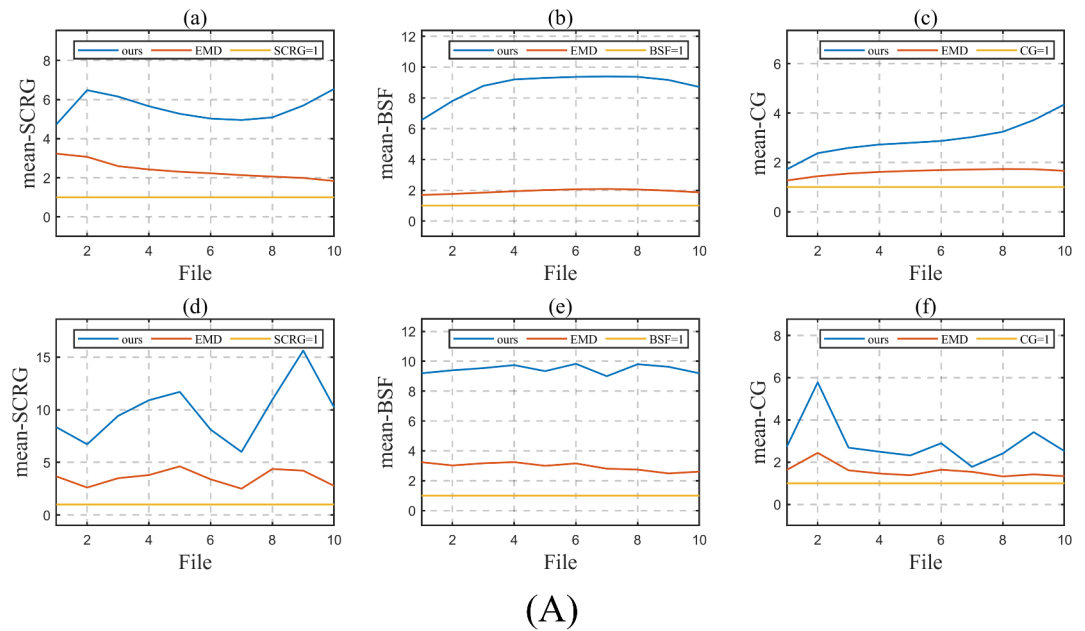 (a)
ours EMD SCRG=1
mean-SCRG
8
6
4
2
0
2 4 6 8 10
File
(b)
ours EMD BSF=1
mean-BSF
12
10
8
6
4
2
0
2 4 6 8 10
File
(c)
ours EMD CG=1
mean-CG
6
4
2
0
2 4 6 8 10
File
(d)
ours EMD SCRG=1
mean-SCRG
15
10
5
0
2 4 6 8 10
File
(e)
ours EMD BSF=1
mean-BSF
12
10
8
6
4
2
0
2 4 6 8 10
File
(f)
ours EMD CG=1
mean-CG
8
6
4
2
0
2 4 6 8 10
File
(A)